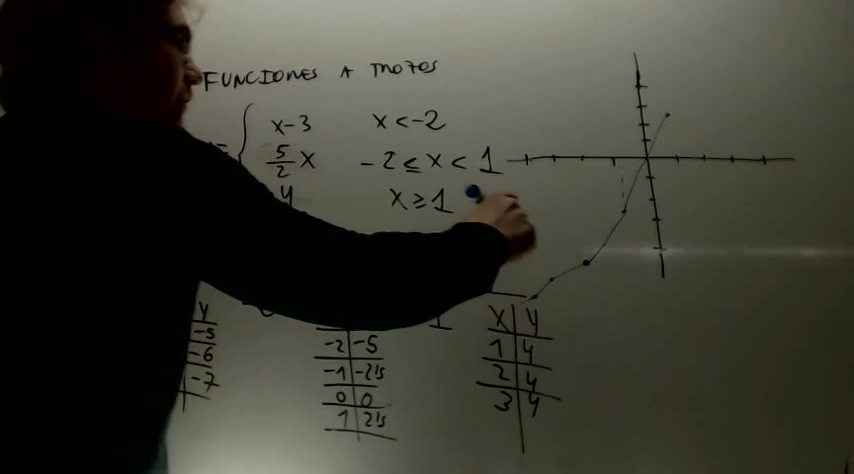 FUNCIONES A TROZOS
x-3 x<-2
5/2 x -2≤x<1
4 x≥1
Y
-5
-6
-7
-2 -5
-1 -2'5
0 0
1 2'5
X Y
1 4
2 4
3 4